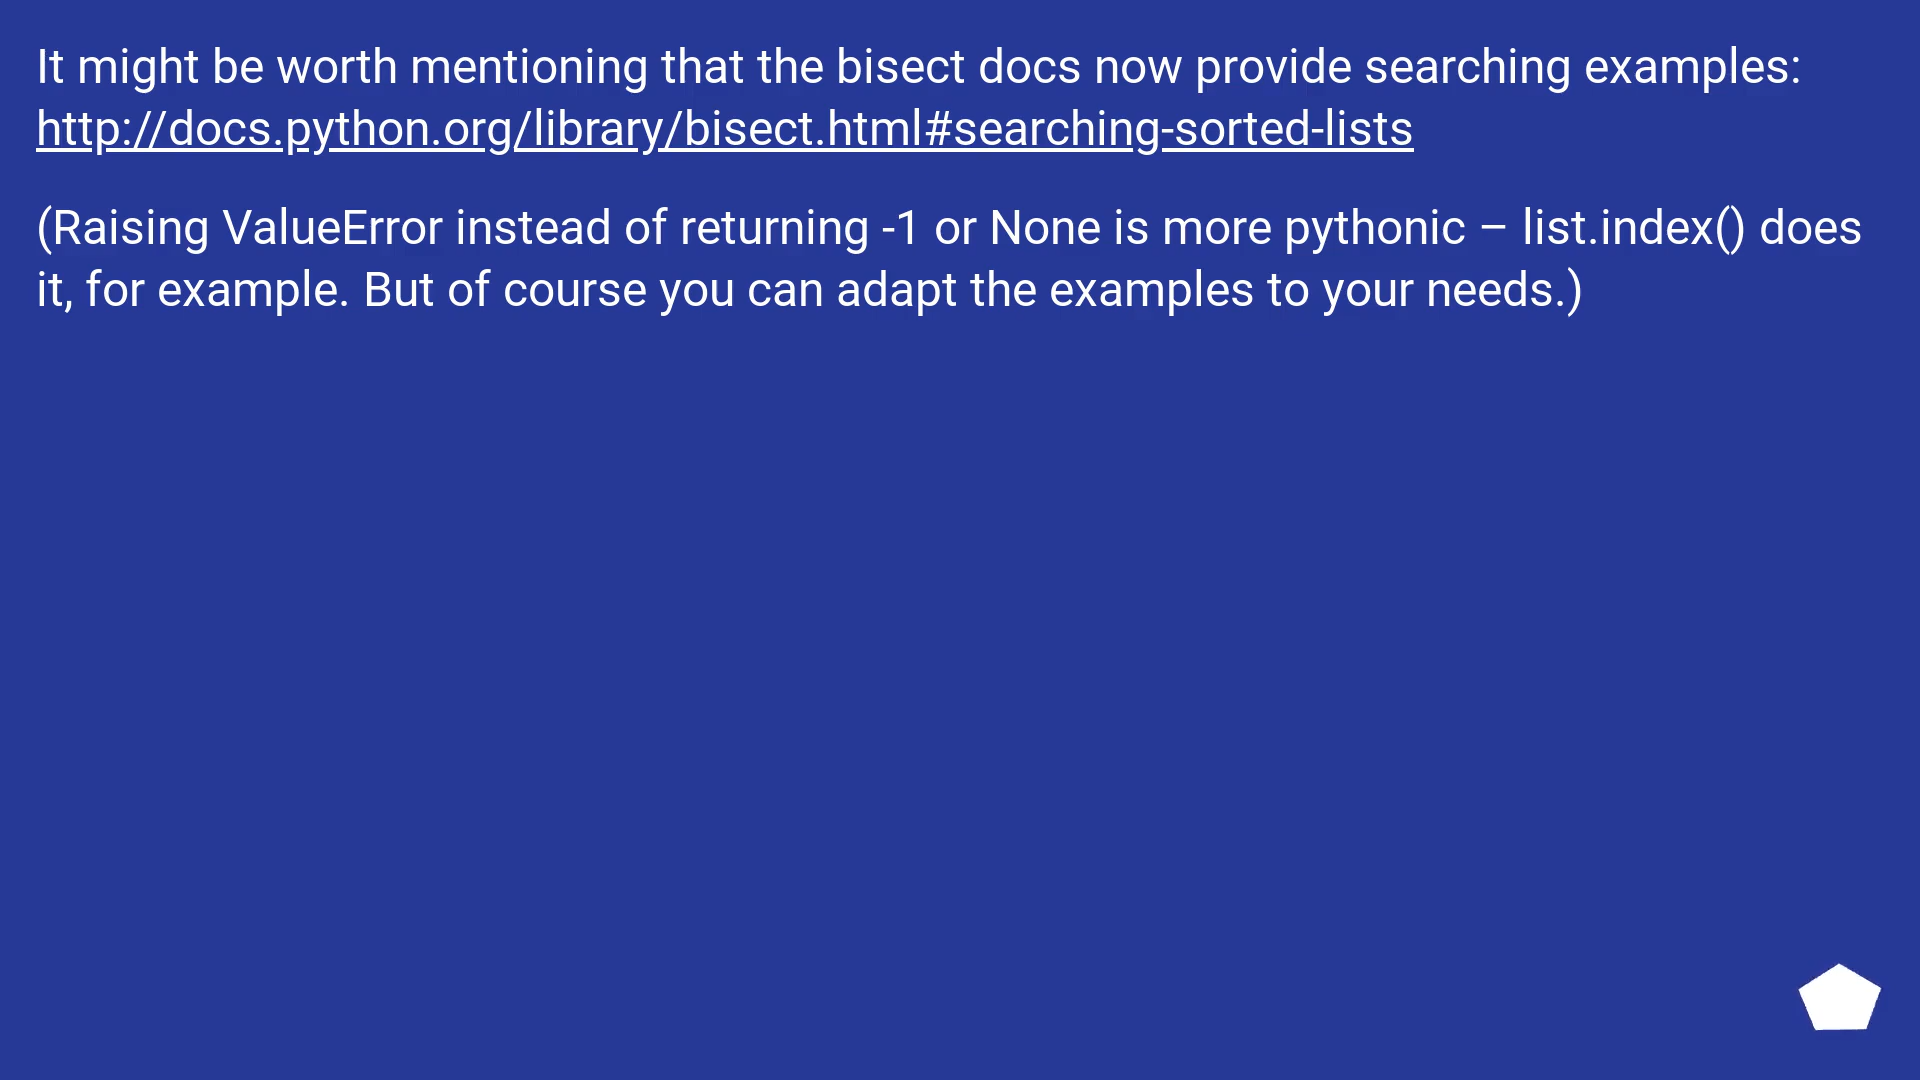 It might be worth mentioning that the bisect docs now provide searching examples:
http://docs.python.org/library/bisect.html#searching-sorted-lists
(Raising ValueError instead of returning -1 or None is more pythonic – list.index() does
it, for example. But of course you can adapt the examples to your needs.)